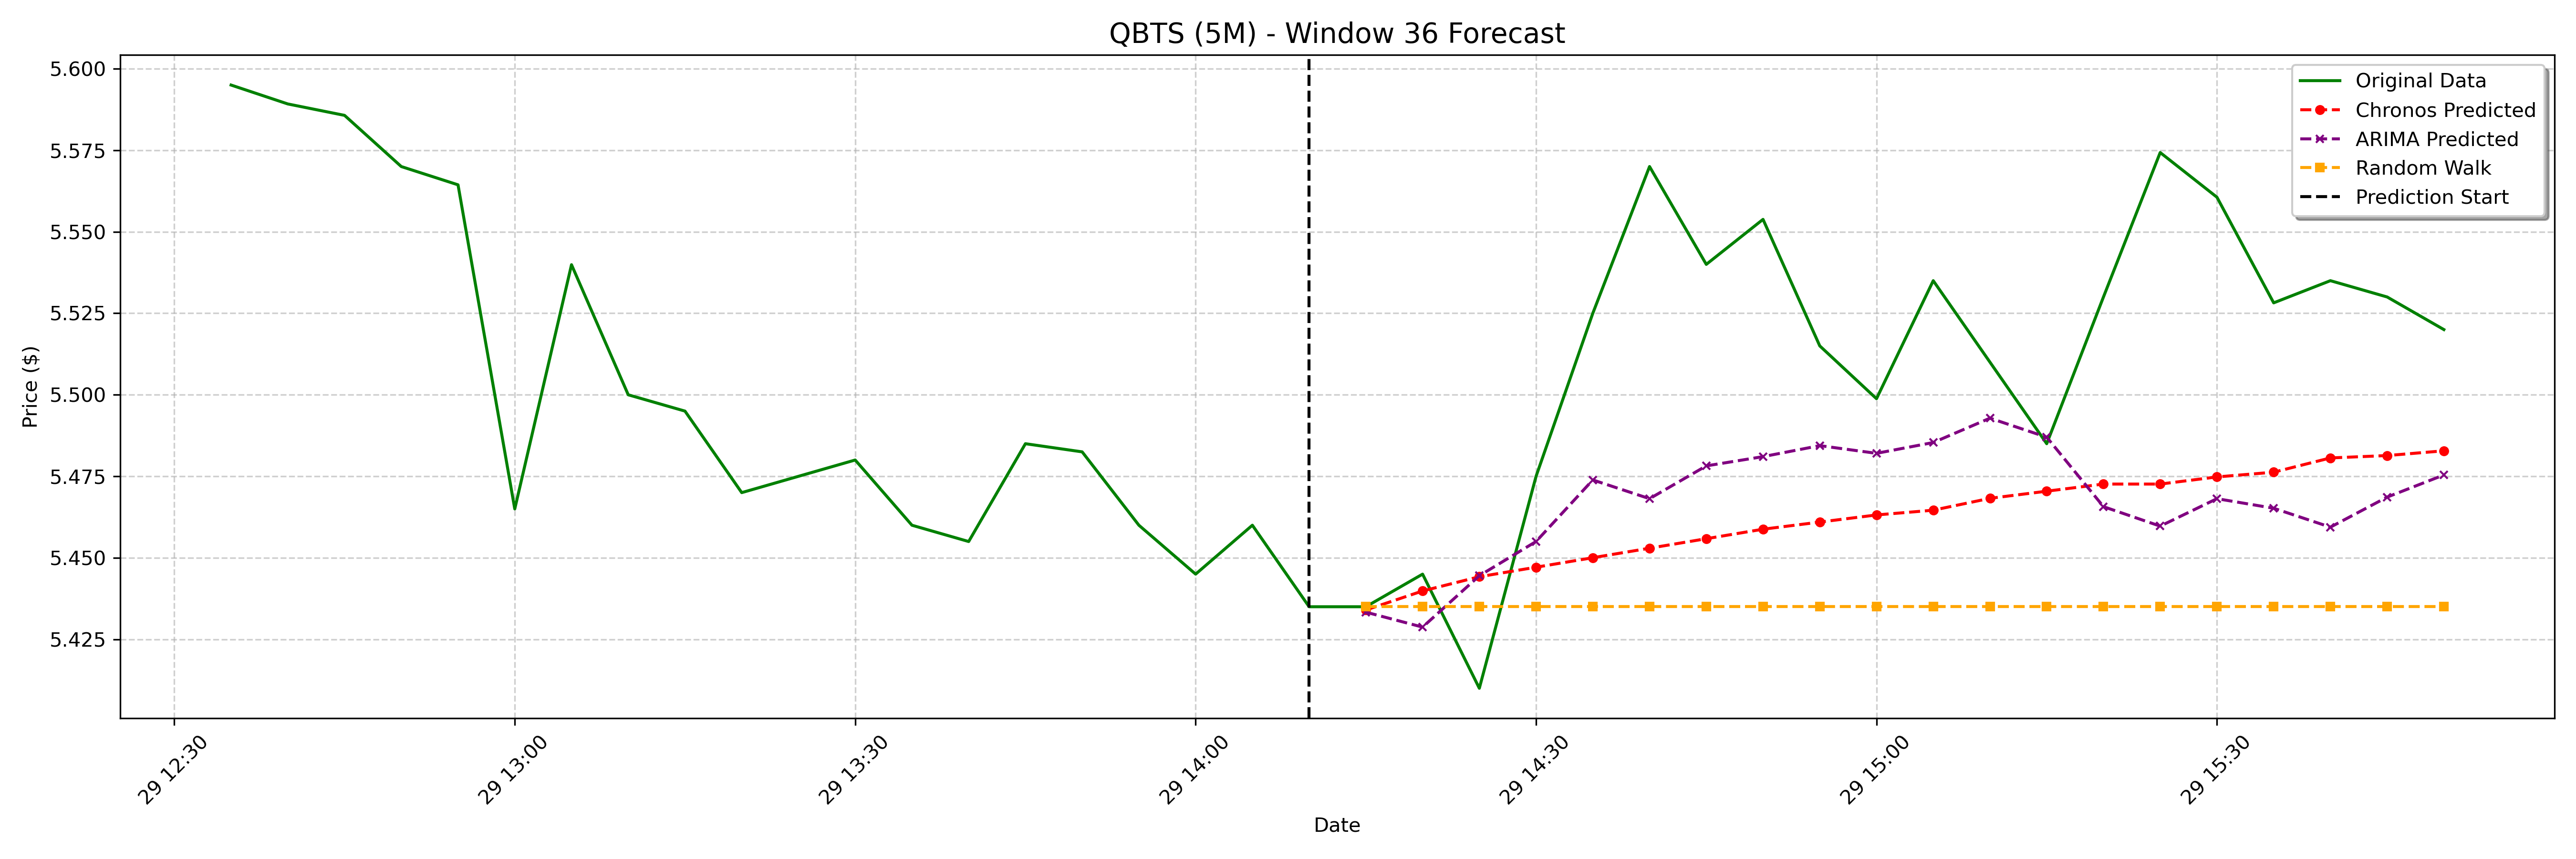 QBTS (5M) - Window 36 Forecast
Original Data
Chronos Predicted
ARIMA Predicted
Random Walk
Prediction Start
Price ($)
5.600
5.575
5.550
5.525
5.500
5.475
5.450
5.425
29 12:30
29 13:00
29 13:30
29 14:00
29 14:30
29 15:00
29 15:30
Date